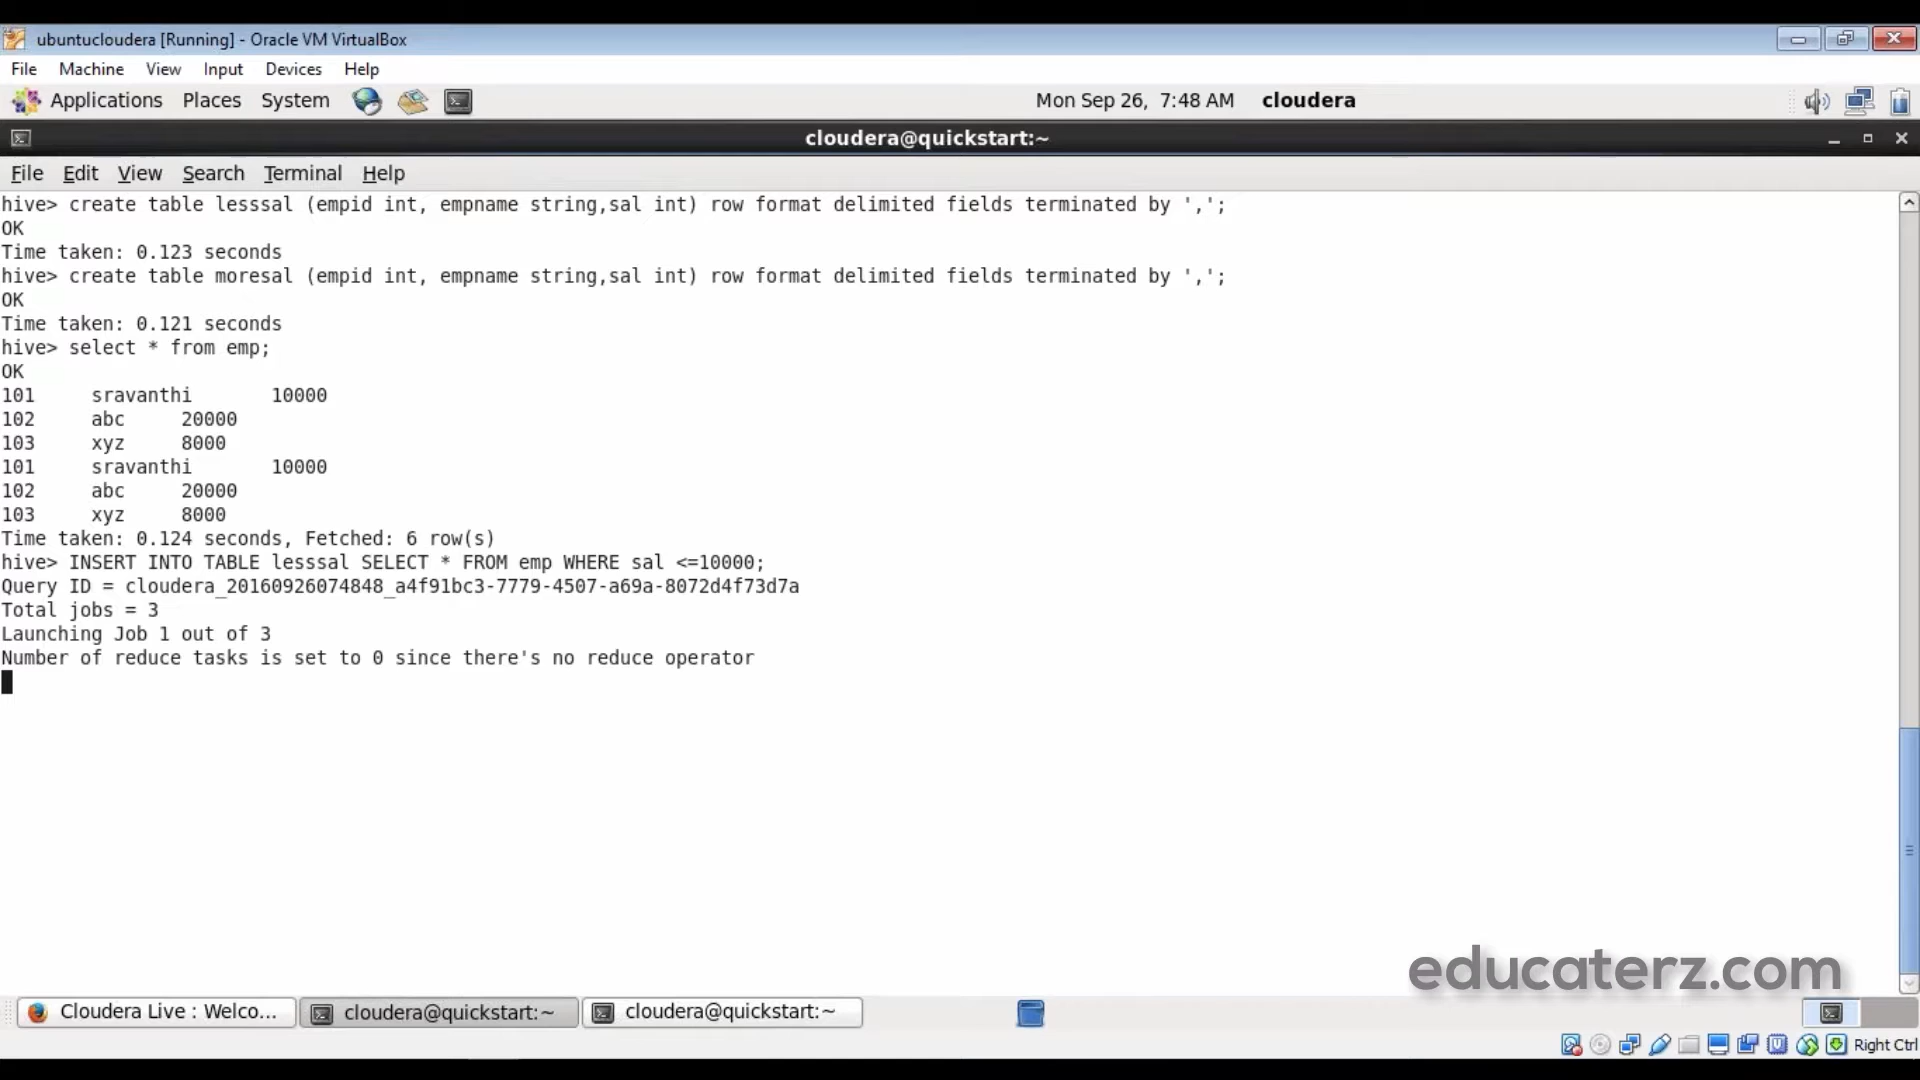 ubuntucloudera [Running] - Oracle VM VirtualBox
File Machine View Input Devices Help
Applications Places System Mon Sep 26, 7:48 AM cloudera
cloudera@quickstart:~
File Edit View Search Terminal Help
hive> create table lesssal (empid int, empname string,sal int) row format delimited fields terminated by ',';
OK
Time taken: 0.123 seconds
hive> create table moresal (empid int, empname string,sal int) row format delimited fields terminated by ',';
OK
Time taken: 0.121 seconds
hive> select * from emp;
OK
101 sravanthi 10000
102 abc 20000
103 xyz 8000
101 sravanthi 10000
102 abc 20000
103 xyz 8000
Time taken: 0.124 seconds, Fetched: 6 row(s)
hive> INSERT INTO TABLE lesssal SELECT * FROM emp WHERE sal <=10000;
Query ID = cloudera_20160926074848_a4f91bc3-7779-4507-a69a-8072d4f73d7a
Total jobs = 3
Launching Job 1 out of 3
Number of reduce tasks is set to 0 since there's no reduce operator
educaterz.com
Cloudera Live : Welco... cloudera@quickstart:~ cloudera@quickstart:~
Right Ctrl